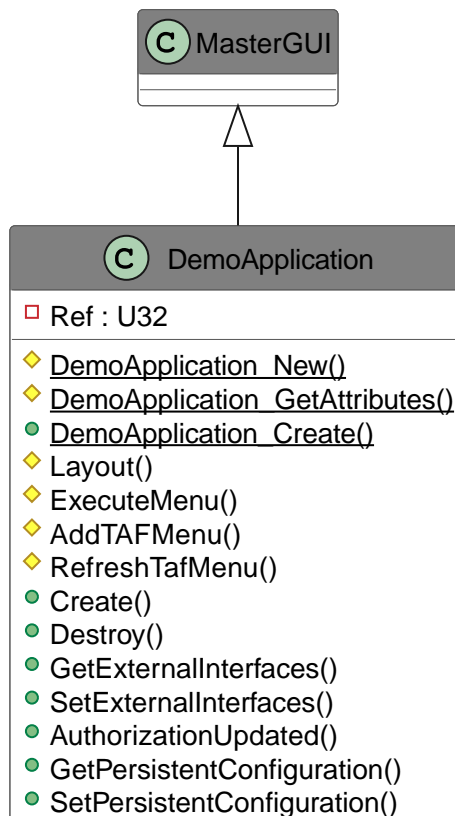 C MasterGUI
C DemoApplication
Ref : U32
DemoApplication_New()
DemoApplication_GetAttributes()
DemoApplication_Create()
Layout()
ExecuteMenu()
AddTAFMenu()
RefreshTafMenu()
Create()
Destroy()
GetExternalInterfaces()
SetExternalInterfaces()
AuthorizationUpdated()
GetPersistentConfiguration()
SetPersistentConfiguration()